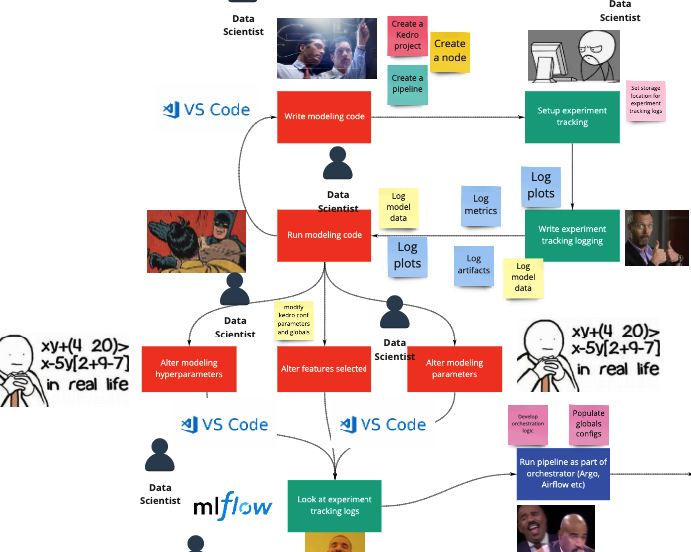 Data
Scientist
Data
Scientist
Create a
Kedro
project
Create
a node
Create a
pipeline
VS Code
Write modeling code
Setup experiment
tracking
Set storage
location for
experiment
tracking logs
Data
Scientist
Log
model
data
Log
metrics
Log
plots
Run modeling code
Write experiment
tracking logging
Log
plots
Log
artifacts
Log
model
data
Data
Scientist
modify
kedro conf
parameters
and globals
Data
Scientist
xy+(4 20)>
x-5y[2+9-7]
in real life
Alter modeling
hyperparameters
Alter features selected
Alter modeling
parameters
xy+(4 20)>
x-5y[2+9-7]
in real life
VS Code
VS Code
Develop
orchestration
logic
Populate
globals
configs
Data
Scientist
mlflow
Look at experiment
tracking logs
Run pipeline as part of
orchestrator (Argo,
Airflow etc)